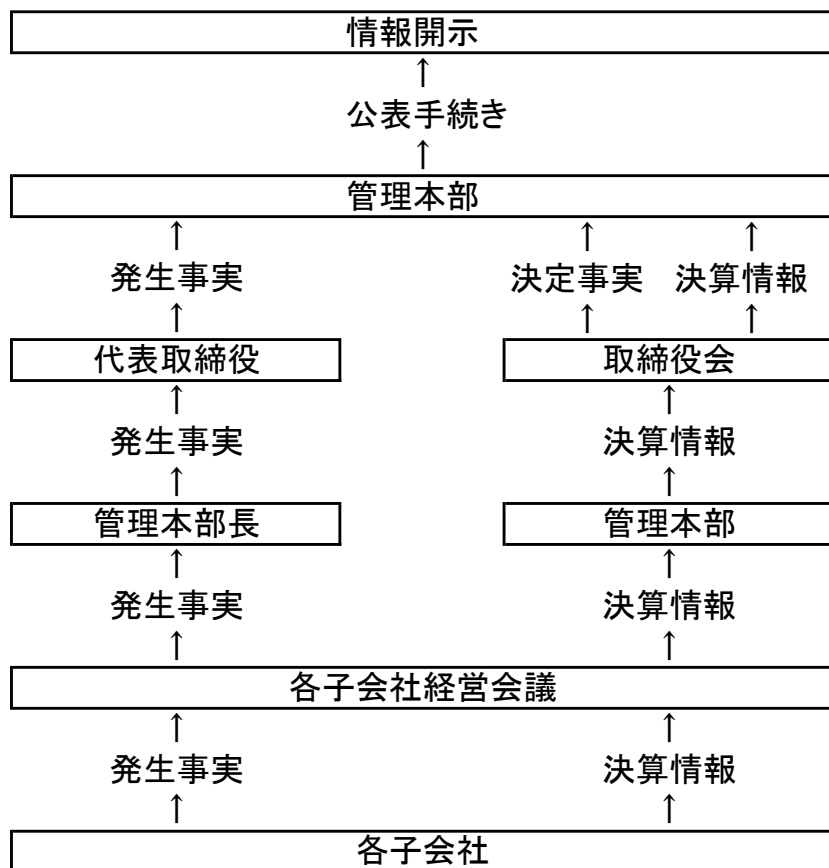 情報開示
↑
公表手続き
↑
管理本部
↑ ↑ ↑
発生事実 決定事実 決算情報
↑ ↑ ↑
代表取締役 取締役会
↑ ↑
発生事実 決算情報
↑ ↑
管理本部長 管理本部
↑ ↑
発生事実 決算情報
↑ ↑
各子会社経営会議
↑ ↑
発生事実 決算情報
↑ ↑
各子会社